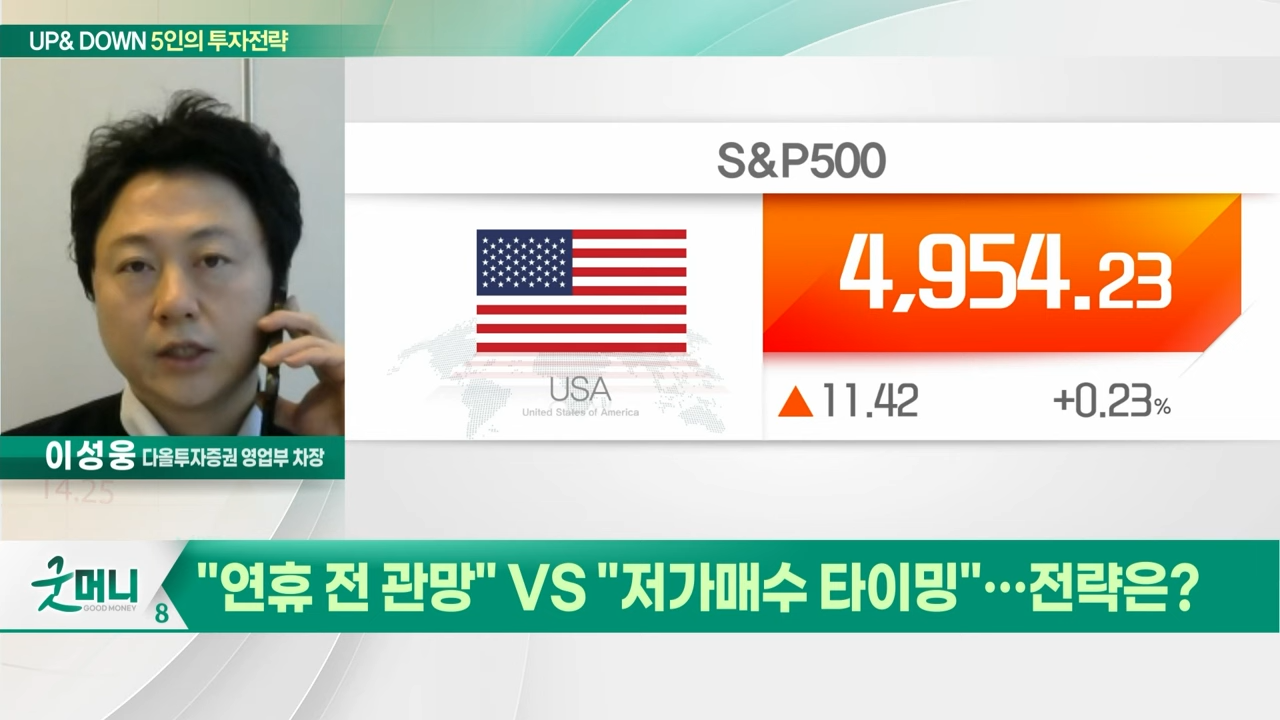 UP& DOWN 5인의 투자전략
S&P500
4,954.23
USA
United States of America
▲ 11.42 +0.23%
이성웅 다올투자증권 영업부 차장
14.25
굿머니
GOOD MONEY
8
"연휴 전 관망" VS "저가매수 타이밍"…전략은?